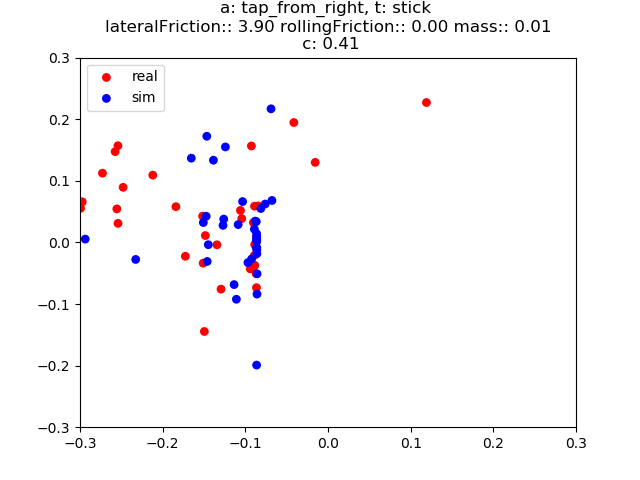 a: tap_from_right, t: stick
lateralFriction:: 3.90 rollingFriction:: 0.00 mass:: 0.01
c: 0.41
real
sim
0.3
0.2
0.1
0.0
−0.1
−0.2
−0.3
−0.3
−0.2
−0.1
0.0
0.1
0.2
0.3